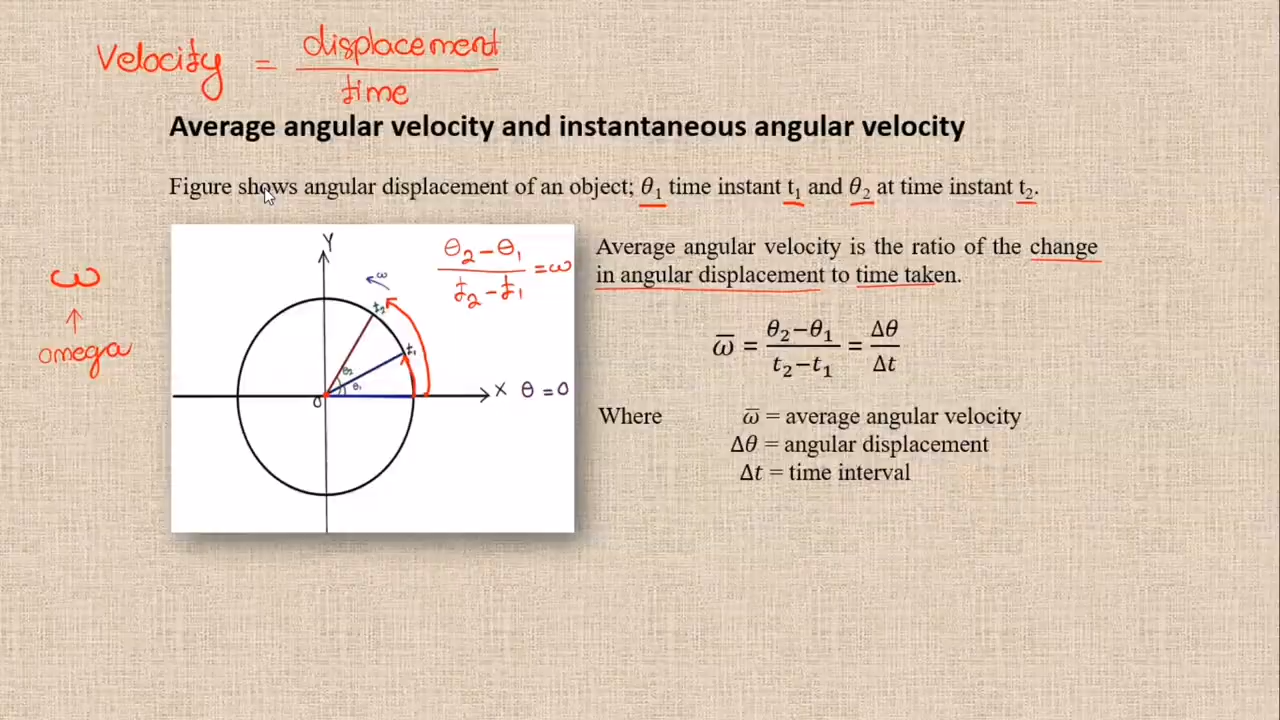 Velocity = displacement / time
Average angular velocity and instantaneous angular velocity
Figure shows angular displacement of an object; θ1 time instant t1 and θ2 at time instant t2.
ω
↑
omega
Y
θ2 - θ1 / t2 - t1 = ω
ω
t2
t1
θ2
θ1
O
X θ = 0
Average angular velocity is the ratio of the change
in angular displacement to time taken.
ω̅ = θ2−θ1 / t2−t1 = Δθ / Δt
Where ω̅ = average angular velocity
Δθ = angular displacement
Δt = time interval